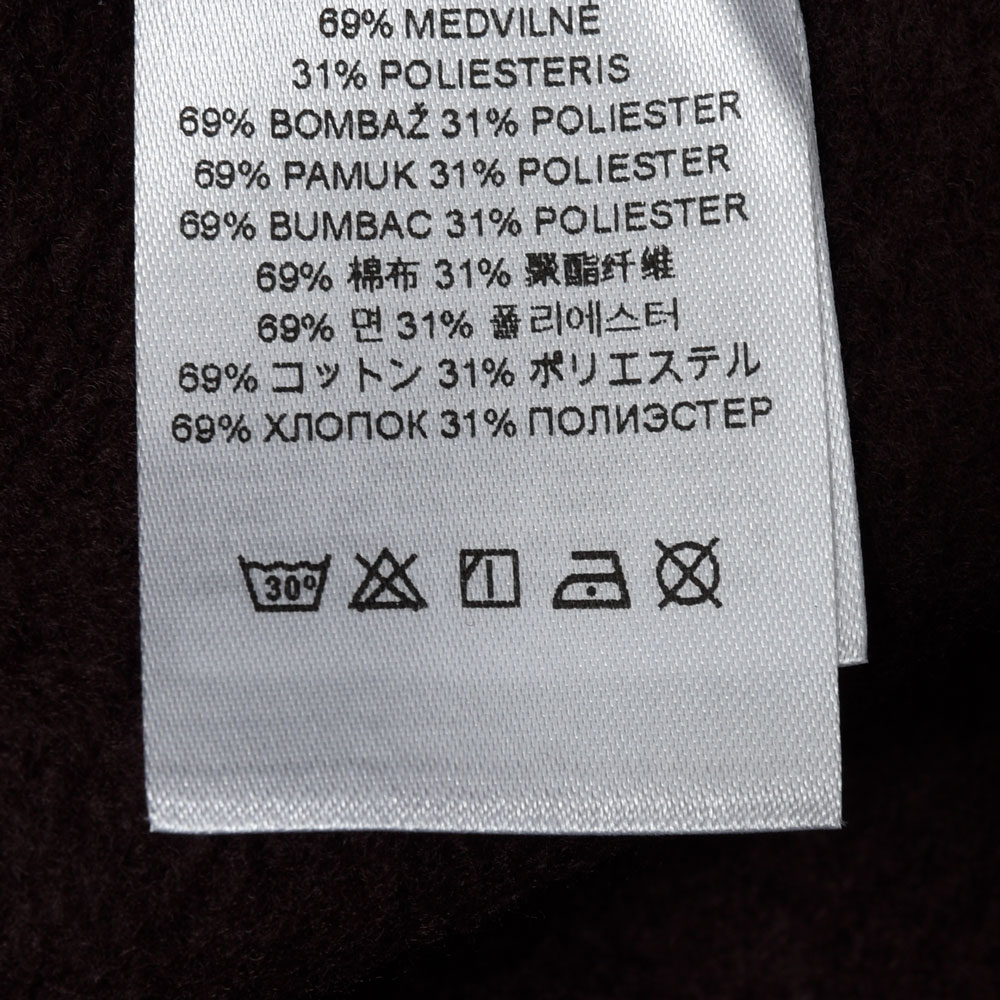 69% MEDVILNĖ
31% POLIESTERIS
69% BOMBAŽ 31% POLIESTER
69% PAMUK 31% POLIESTER
69% BUMBAC 31% POLIESTER
69% 棉布 31% 聚酯纤维
69% 면 31% 폴리에스터
69% コットン 31% ポリエステル
69% ХЛОПОК 31% ПОЛИЭСТЕР
30°